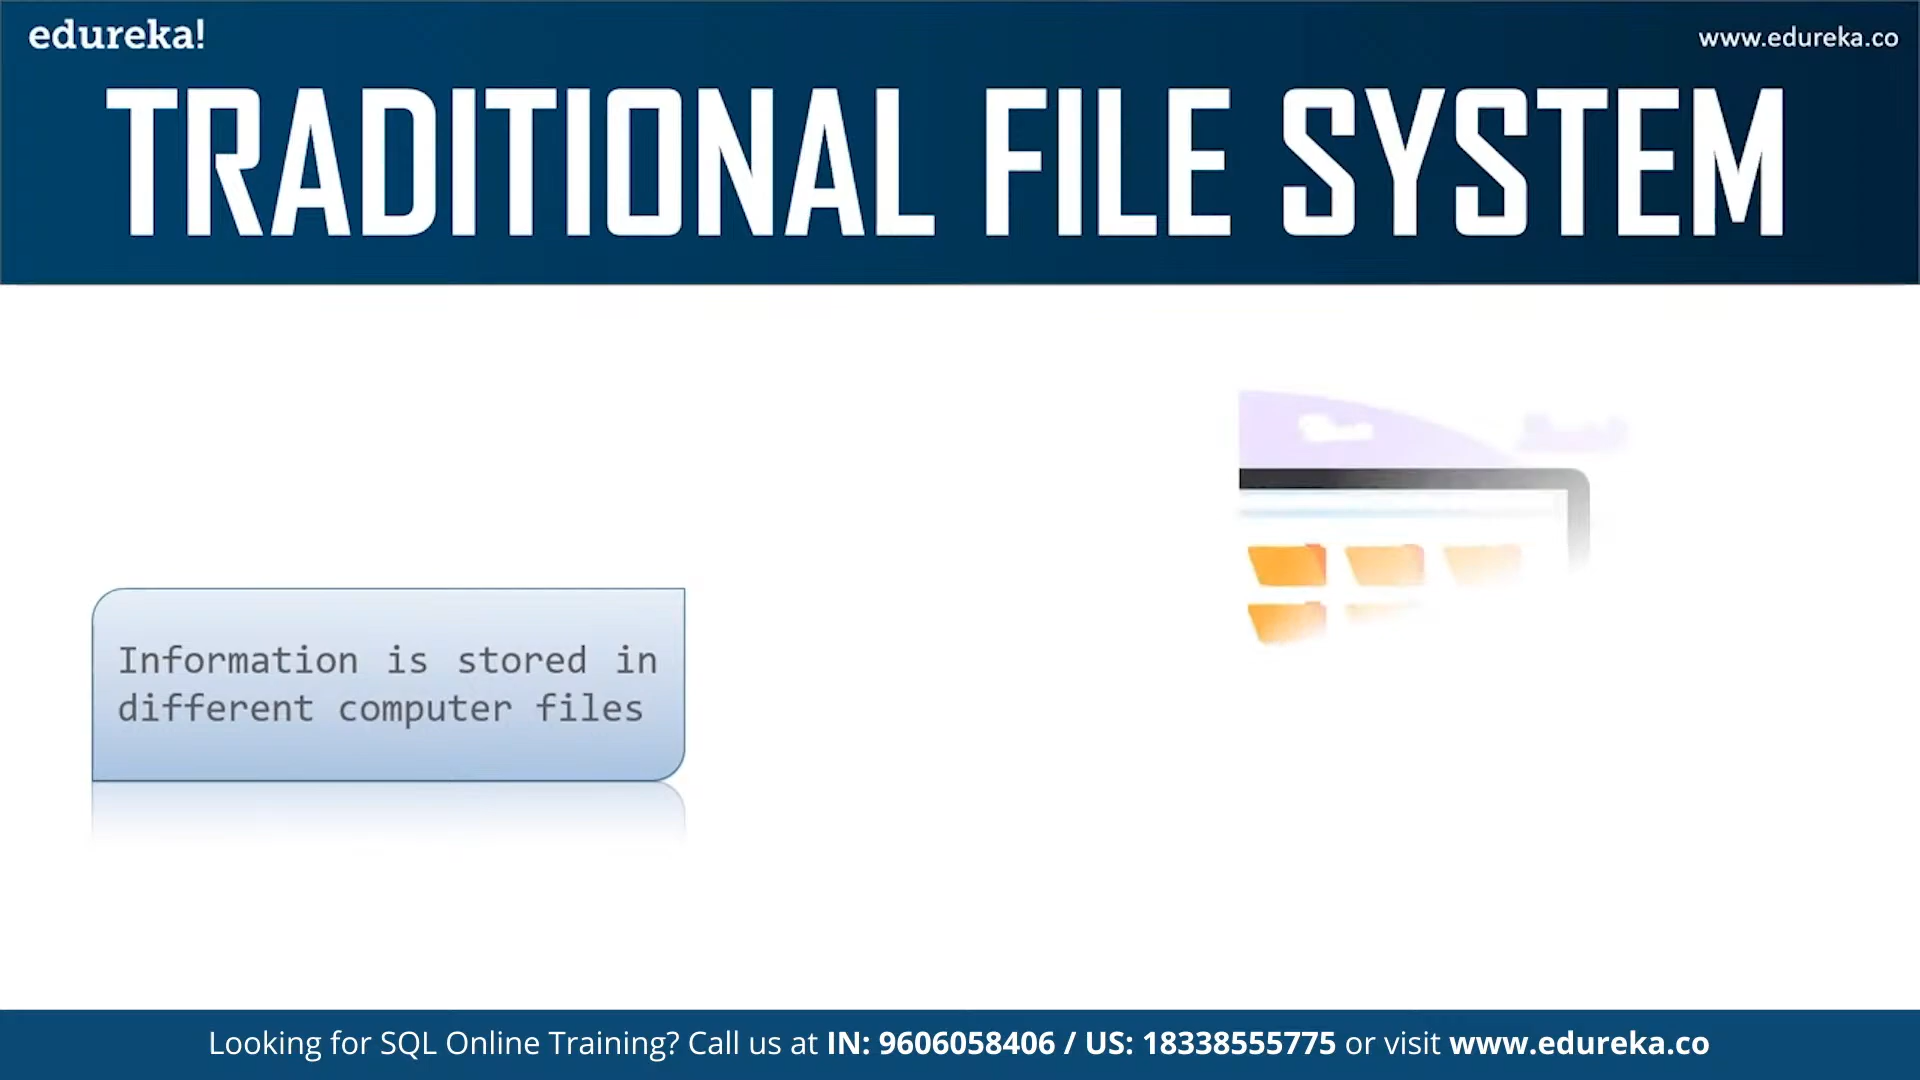 edureka!
www.edureka.co
TRADITIONAL FILE SYSTEM
Information is stored in
different computer files
Looking for SQL Online Training? Call us at IN: 9606058406 / US: 18338555775 or visit www.edureka.co